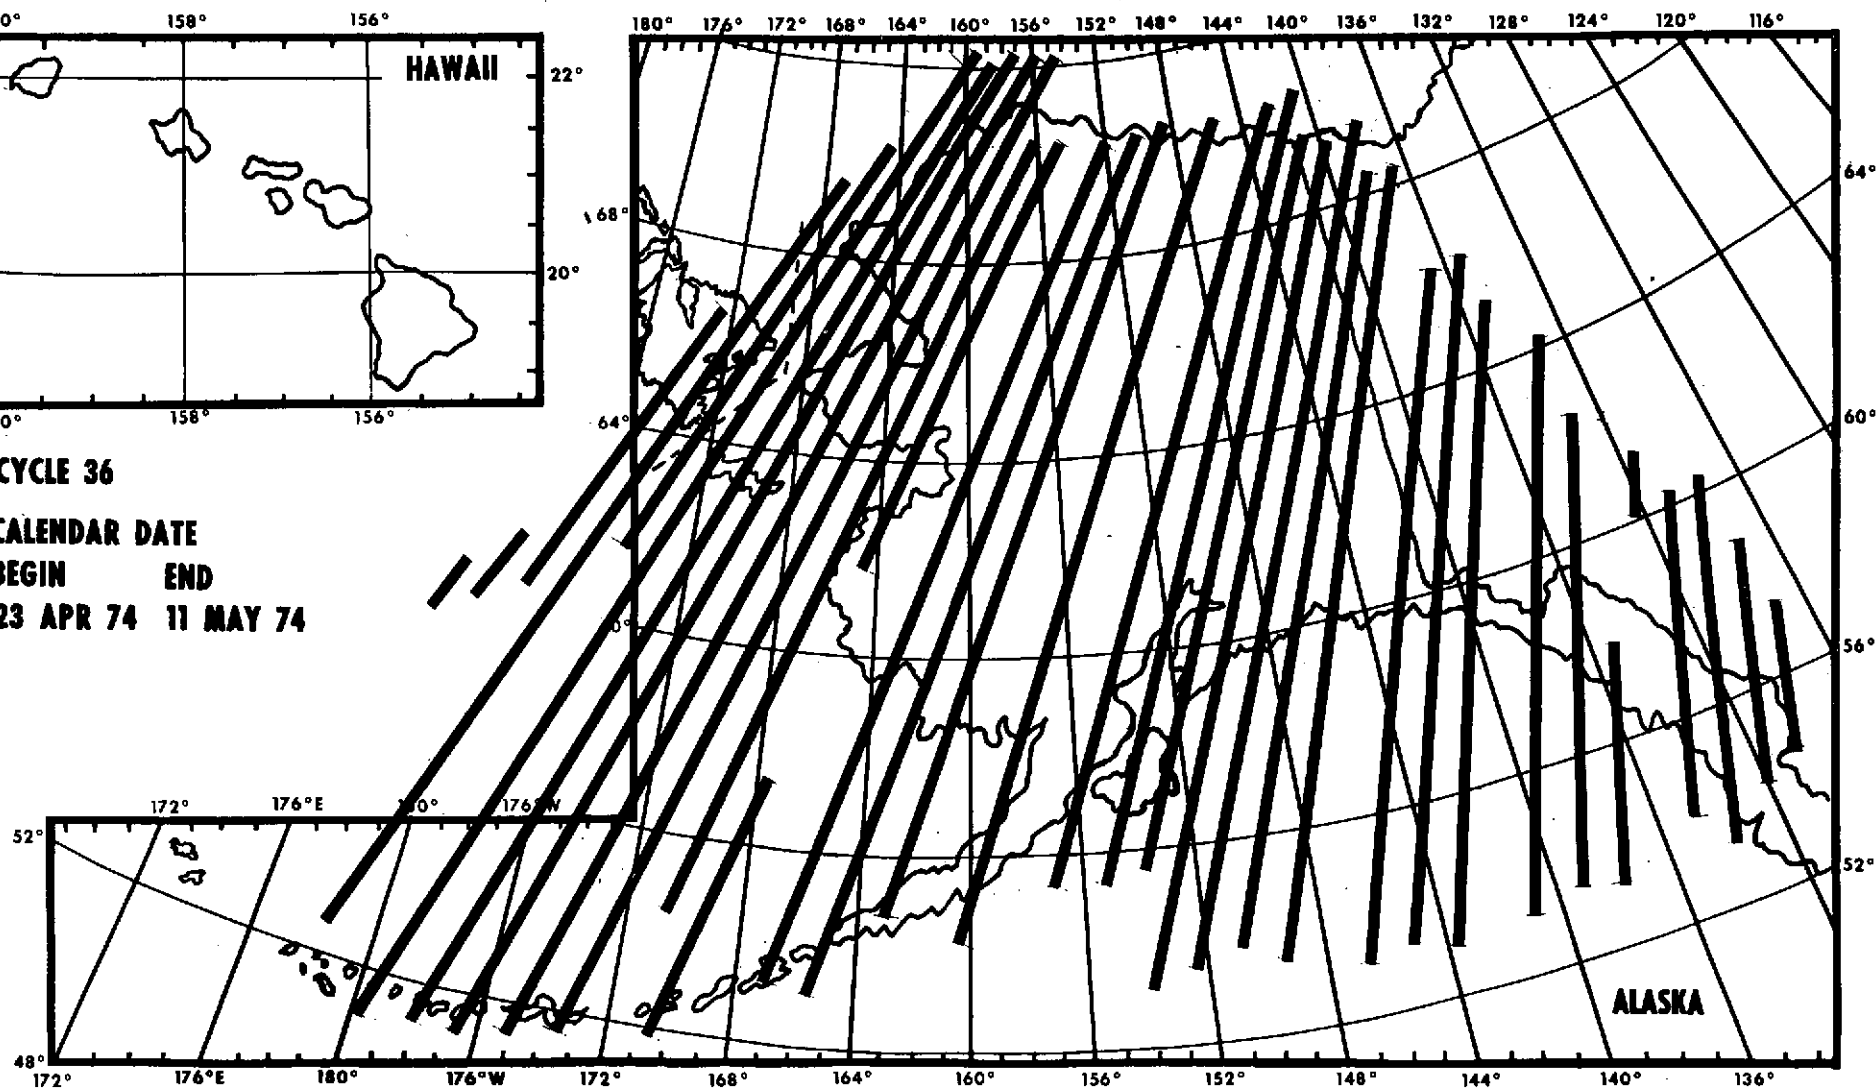 0° 158° 156°
HAWAII
22°
20°
0° 158° 156°
CYCLE 36
CALENDAR DATE
BEGIN END
23 APR 74 11 MAY 74
180° 176° 172° 168° 164° 160° 156° 152° 148° 144° 140° 136° 132° 128° 124° 120° 116°
68° 64°
64° 60°
0° 56°
172° 176°E 176°W
52° 52°
ALASKA
48°
172° 176°E 180° 176°W 172° 168° 164° 160° 156° 152° 148° 144° 140° 136°